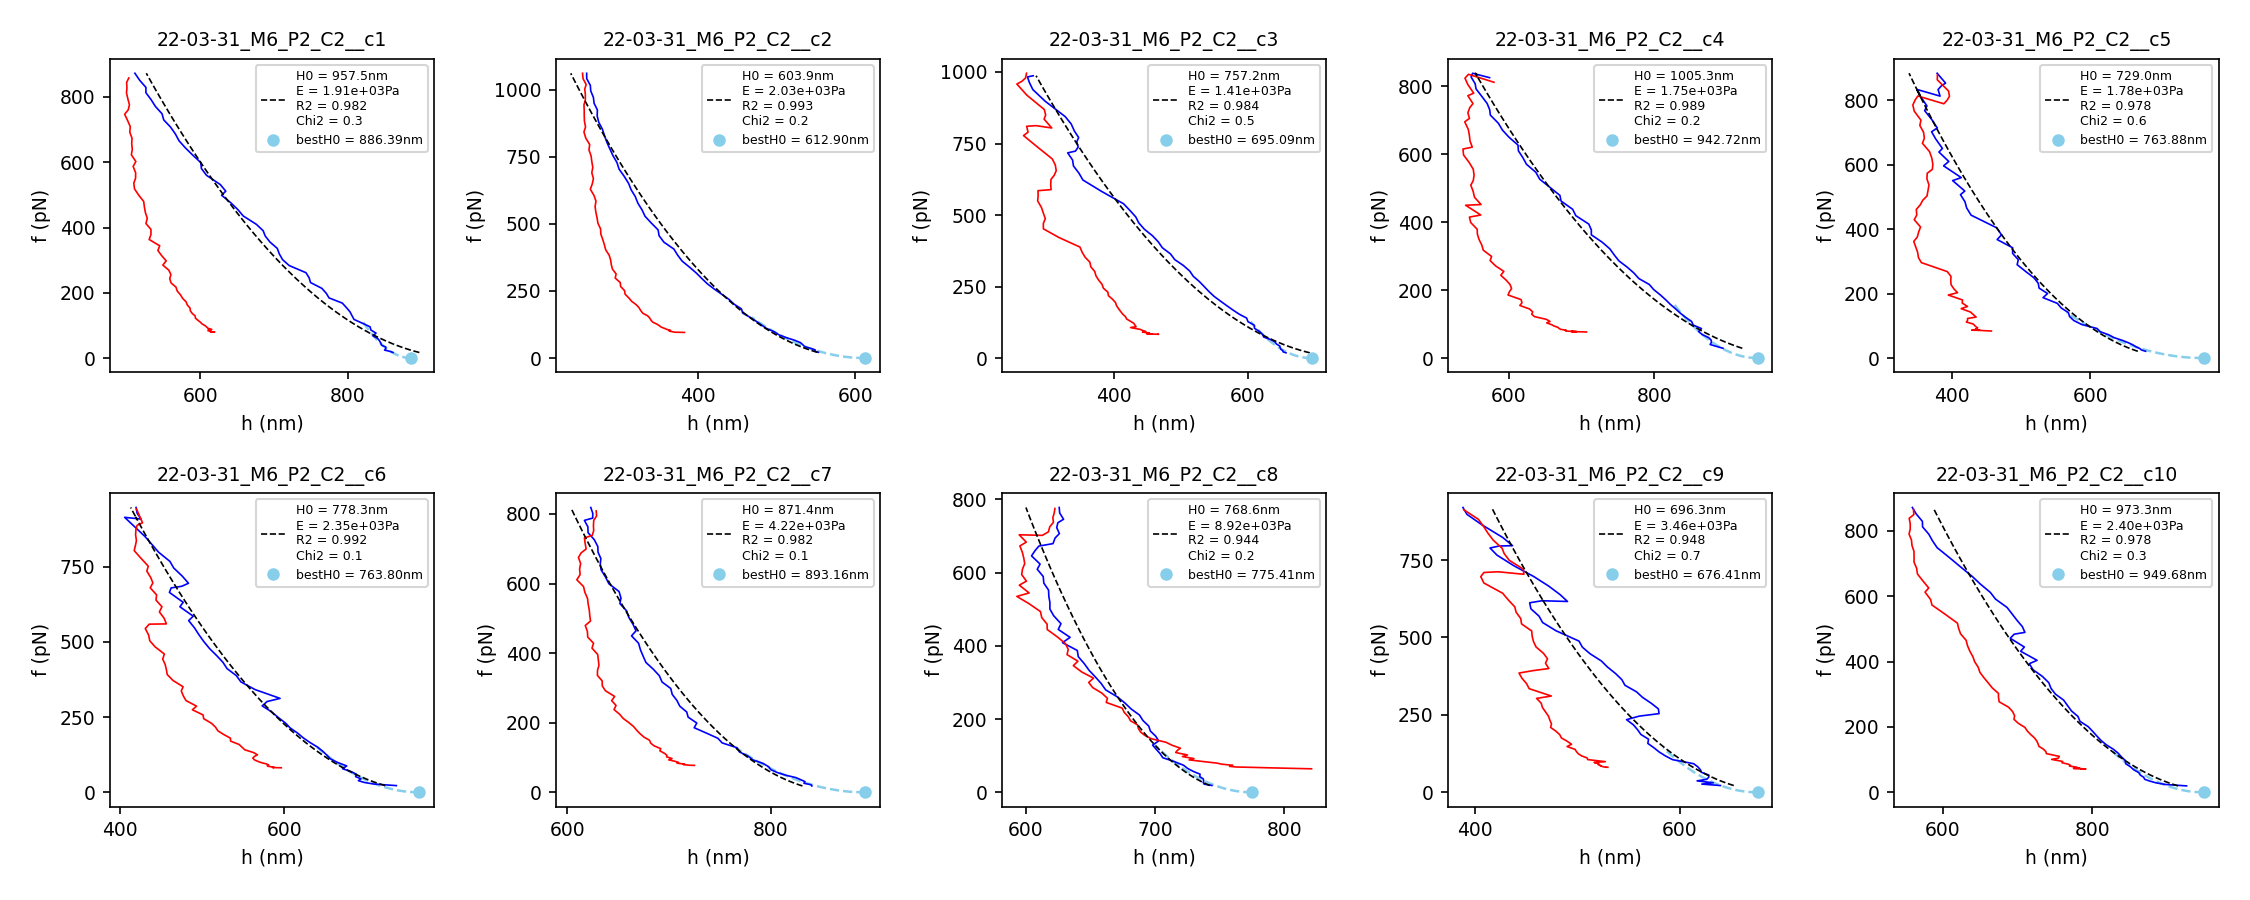 22-03-31_M6_P2_C2__c1
H0 = 957.5nm
E = 1.91e+03Pa
R2 = 0.982
Chi2 = 0.3
bestH0 = 886.39nm
800
600
400
200
0
f (pN)
600 800
h (nm)
22-03-31_M6_P2_C2__c2
H0 = 603.9nm
E = 2.03e+03Pa
R2 = 0.993
Chi2 = 0.2
bestH0 = 612.90nm
1000
750
500
250
0
f (pN)
400 600
h (nm)
22-03-31_M6_P2_C2__c3
H0 = 757.2nm
E = 1.41e+03Pa
R2 = 0.984
Chi2 = 0.5
bestH0 = 695.09nm
1000
750
500
250
0
f (pN)
400 600
h (nm)
22-03-31_M6_P2_C2__c4
H0 = 1005.3nm
E = 1.75e+03Pa
R2 = 0.989
Chi2 = 0.2
bestH0 = 942.72nm
800
600
400
200
0
f (pN)
600 800
h (nm)
22-03-31_M6_P2_C2__c5
H0 = 729.0nm
E = 1.78e+03Pa
R2 = 0.978
Chi2 = 0.6
bestH0 = 763.88nm
800
600
400
200
0
f (pN)
400 600
h (nm)
22-03-31_M6_P2_C2__c6
H0 = 778.3nm
E = 2.35e+03Pa
R2 = 0.992
Chi2 = 0.1
bestH0 = 763.80nm
750
500
250
0
f (pN)
400 600
h (nm)
22-03-31_M6_P2_C2__c7
H0 = 871.4nm
E = 4.22e+03Pa
R2 = 0.982
Chi2 = 0.1
bestH0 = 893.16nm
800
600
400
200
0
f (pN)
600 800
h (nm)
22-03-31_M6_P2_C2__c8
H0 = 768.6nm
E = 8.92e+03Pa
R2 = 0.944
Chi2 = 0.2
bestH0 = 775.41nm
800
600
400
200
0
f (pN)
600 700 800
h (nm)
22-03-31_M6_P2_C2__c9
H0 = 696.3nm
E = 3.46e+03Pa
R2 = 0.948
Chi2 = 0.7
bestH0 = 676.41nm
750
500
250
0
f (pN)
400 600
h (nm)
22-03-31_M6_P2_C2__c10
H0 = 973.3nm
E = 2.40e+03Pa
R2 = 0.978
Chi2 = 0.3
bestH0 = 949.68nm
800
600
400
200
0
f (pN)
600 800
h (nm)